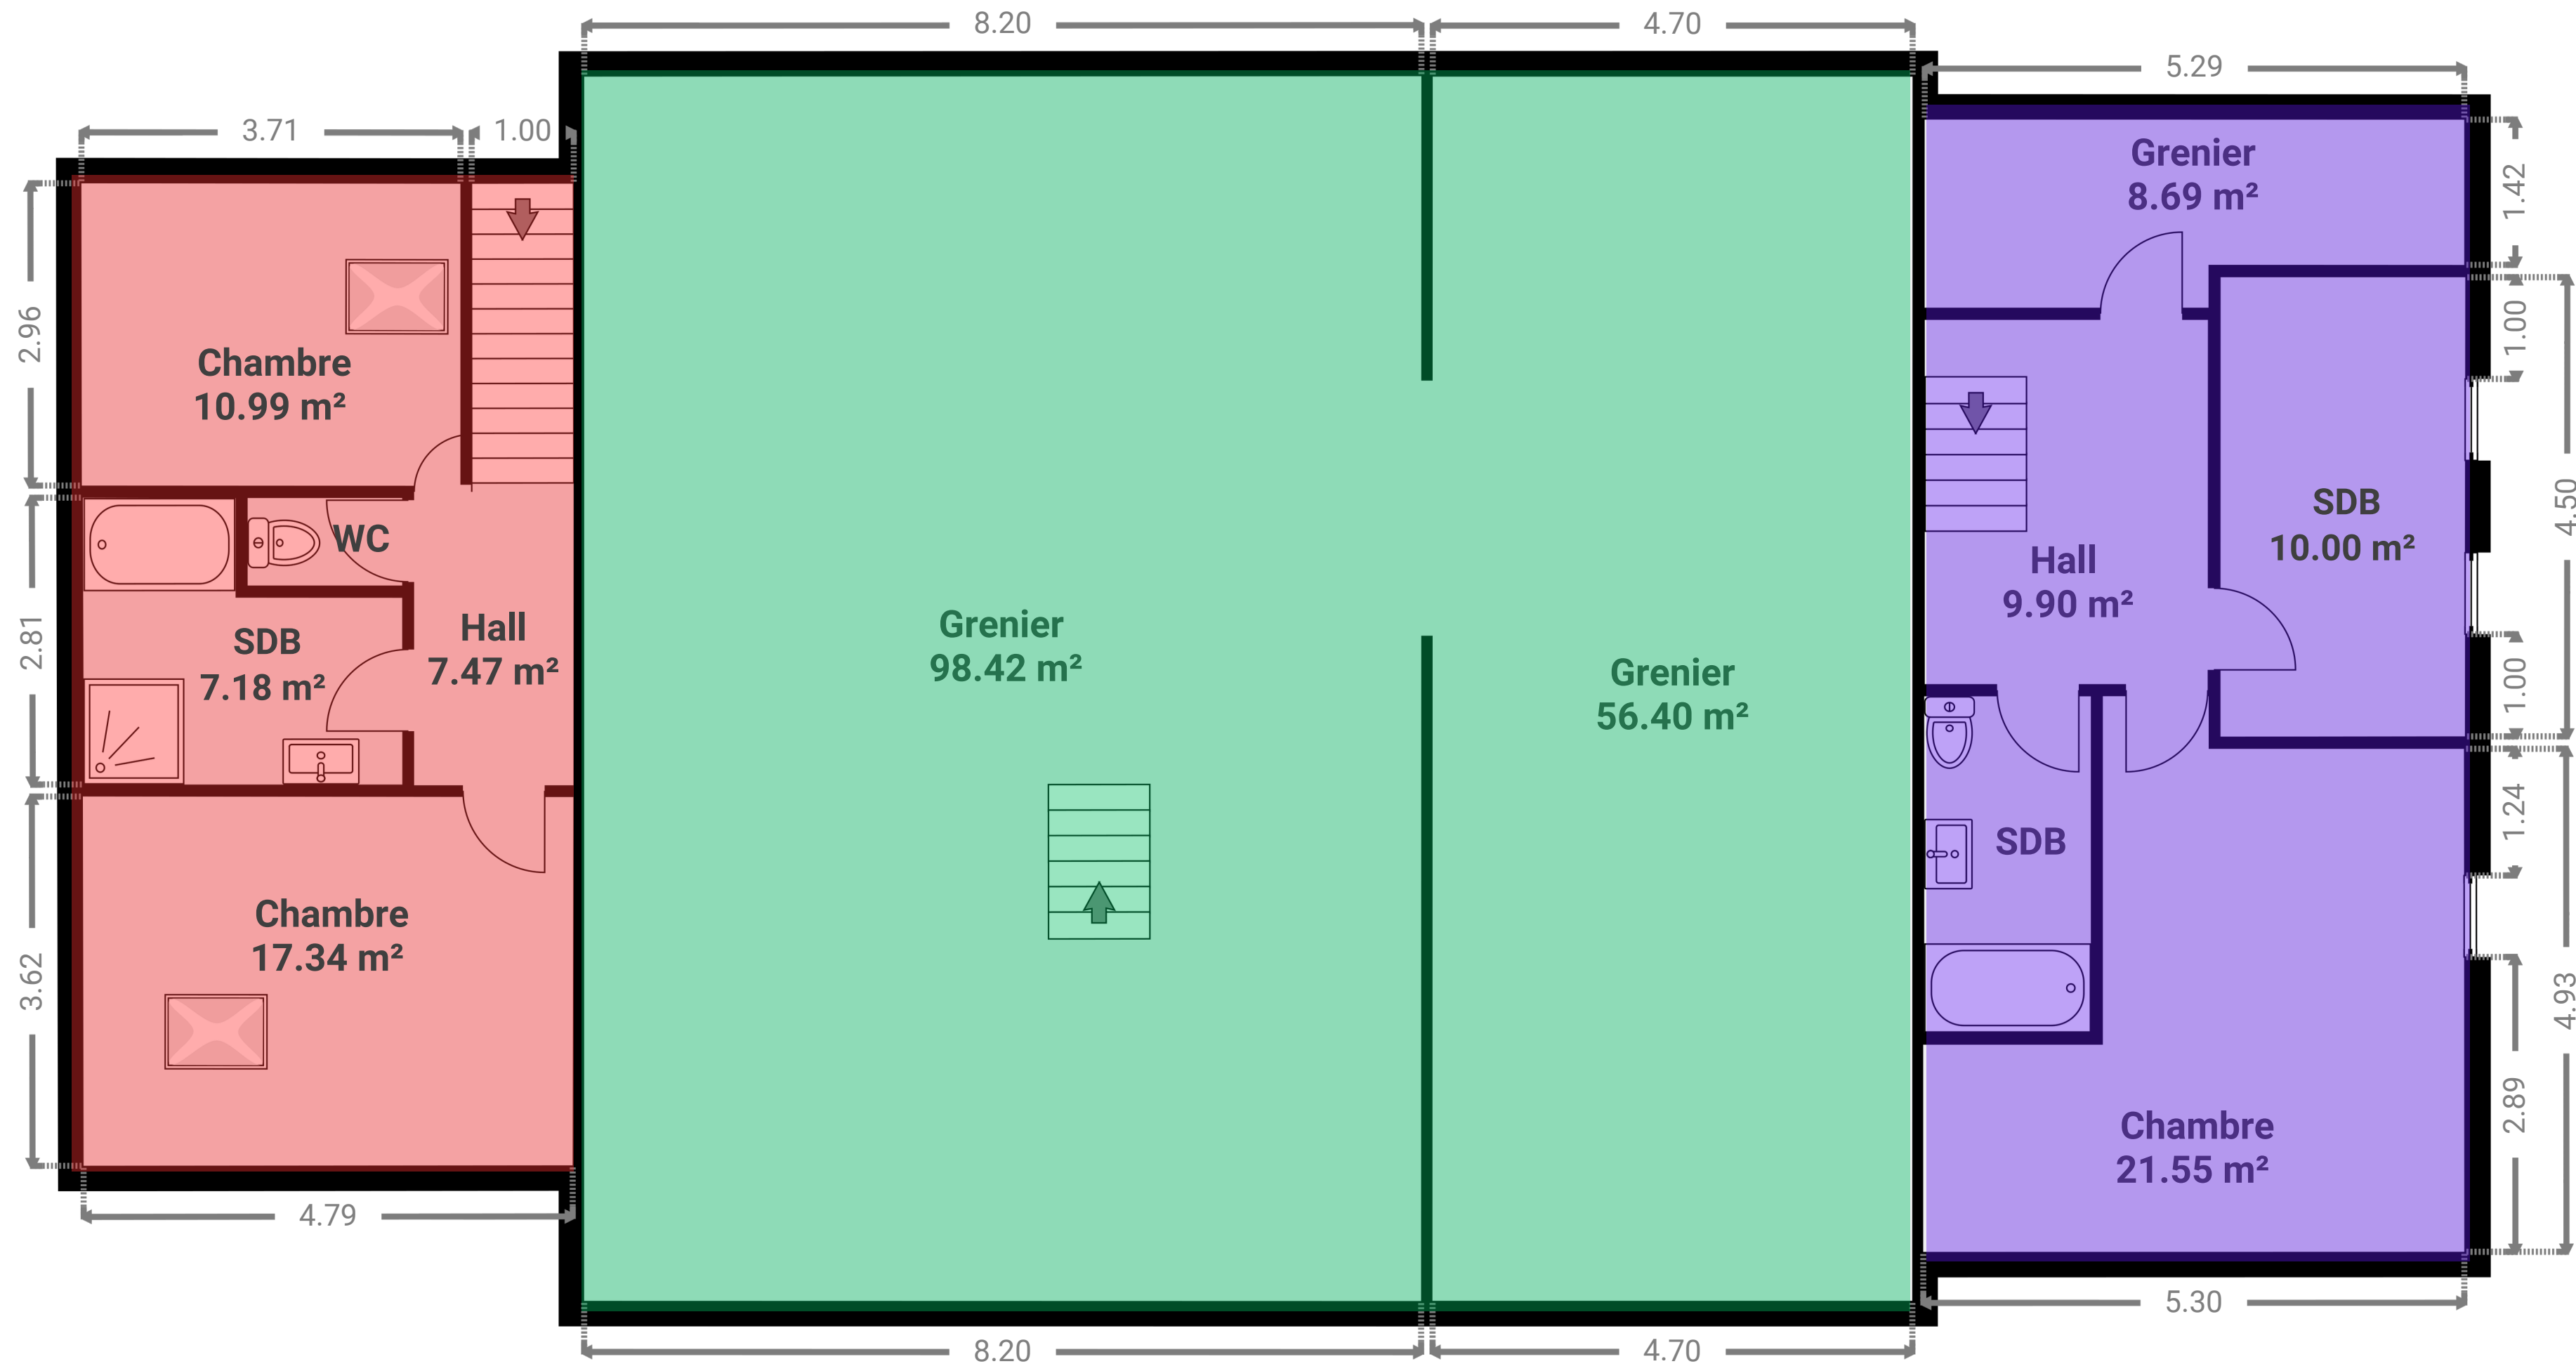 8.20
4.70
5.29
3.71
1.00
Grenier
8.69 m²
1.42
2.96
Chambre
10.99 m²
1.00
4.50
SDB
10.00 m²
WC
Hall
9.90 m²
2.81
SDB
7.18 m²
Hall
7.47 m²
Grenier
98.42 m²
Grenier
56.40 m²
1.00
1.24
SDB
3.62
Chambre
17.34 m²
4.93
2.89
Chambre
21.55 m²
4.79
5.30
8.20
4.70